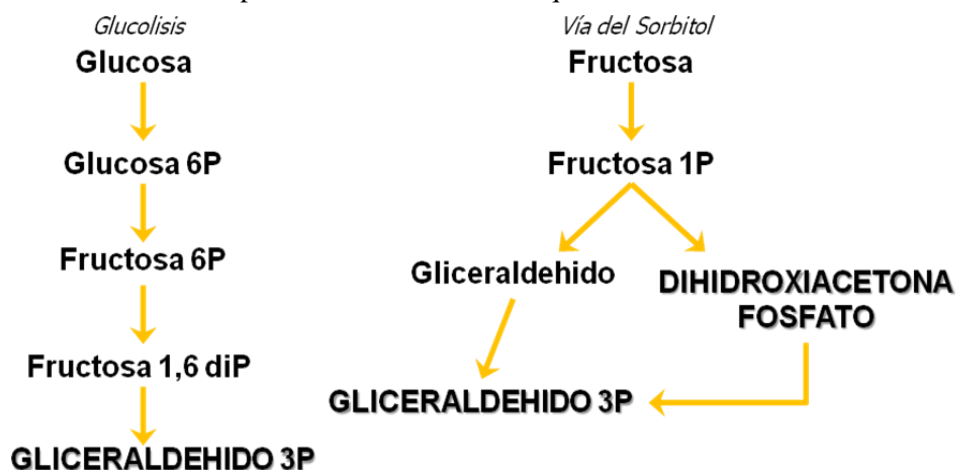 Glucolisis
Glucosa
Glucosa 6P
Fructosa 6P
Fructosa 1,6 diP
GLICERALDEHIDO 3P
Vía del Sorbitol
Fructosa
Fructosa 1P
Gliceraldehido
DIHIDROXIACETONA
FOSFATO
GLICERALDEHIDO 3P